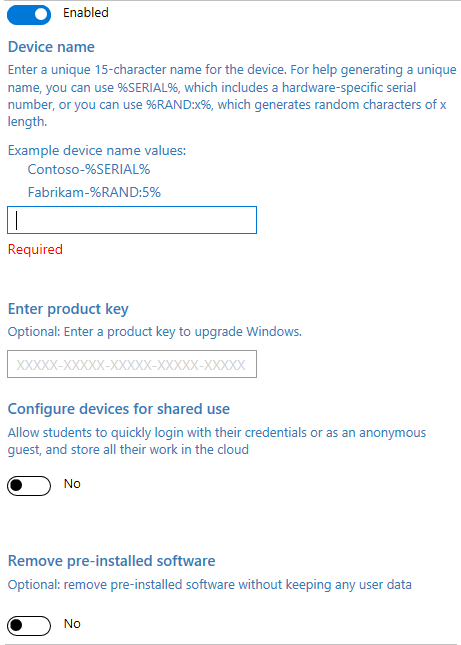 Enabled
Device name
Enter a unique 15-character name for the device. For help generating a unique
name, you can use %SERIAL%, which includes a hardware-specific serial
number, or you can use %RAND:x%, which generates random characters of x
length.
Example device name values:
Contoso-%SERIAL%
Fabrikam-%RAND:5%
Required
Enter product key
Optional: Enter a product key to upgrade Windows.
XXXXX-XXXXX-XXXXX-XXXXX-XXXXX
Configure devices for shared use
Allow students to quickly login with their credentials or as an anonymous
guest, and store all their work in the cloud
No
Remove pre-installed software
Optional: remove pre-installed software without keeping any user data
No